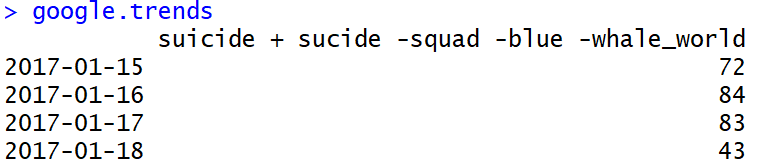 > google.trends
suicide + sucide -squad -blue -whale_world
2017-01-15 72
2017-01-16 84
2017-01-17 83
2017-01-18 43